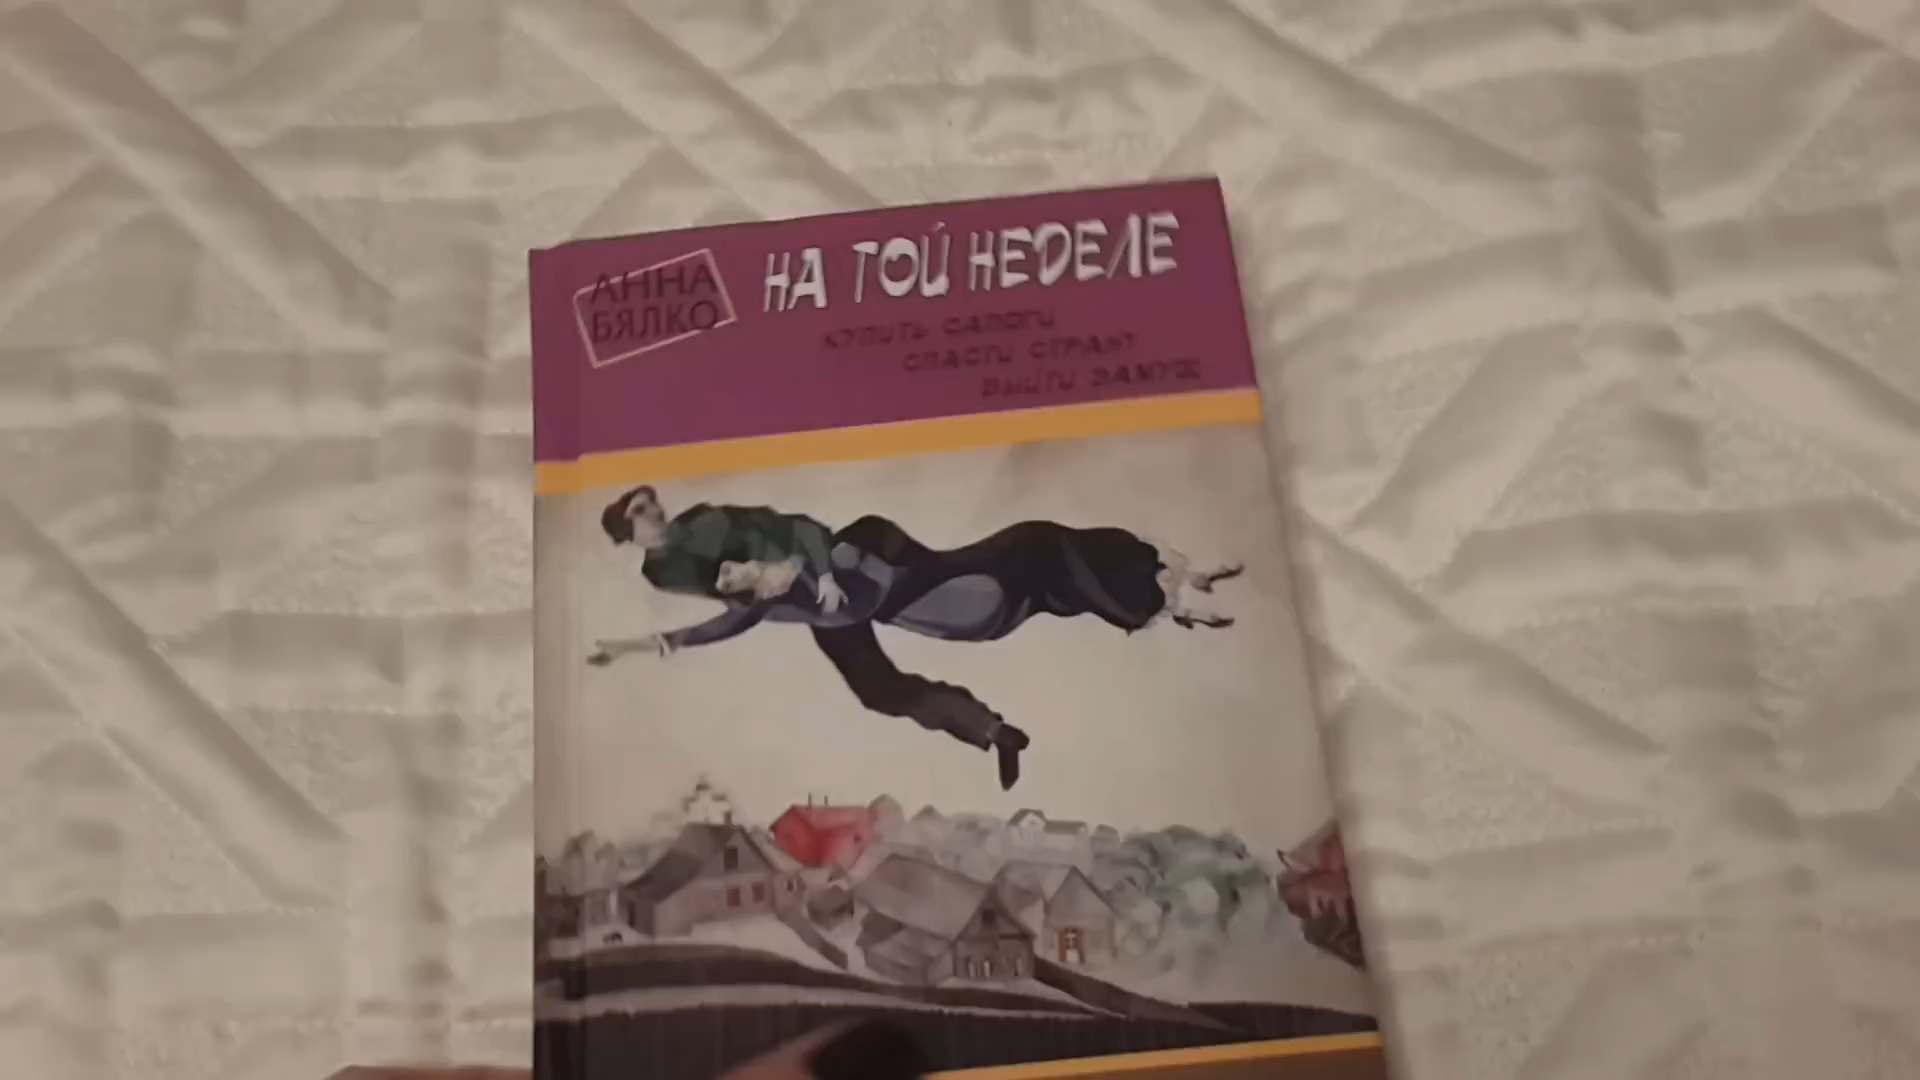 АННА
БЯЛКО
НА ТОЙ НЕДЕЛЕ
КУПИТЬ САПОГИ
СПАСТИ СТРАНУ
ВЫЙТИ ЗАМУЖ